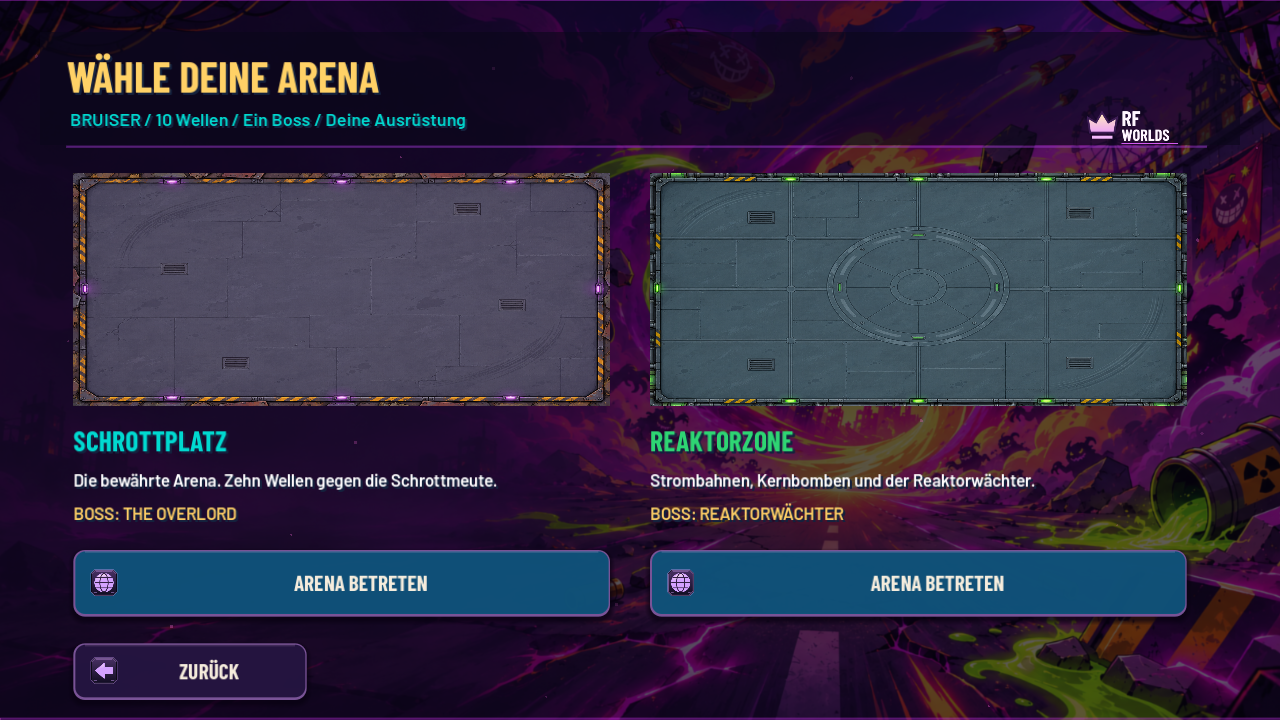 WÄHLE DEINE ARENA
BRUISER / 10 Wellen / Ein Boss / Deine Ausrüstung
RF
WORLDS
SCHROTTPLATZ
Die bewährte Arena. Zehn Wellen gegen die Schrottmeute.
BOSS: THE OVERLORD
ARENA BETRETEN
REAKTORZONE
Strombahnen, Kernbomben und der Reaktorwächter.
BOSS: REAKTORWÄCHTER
ARENA BETRETEN
ZURÜCK